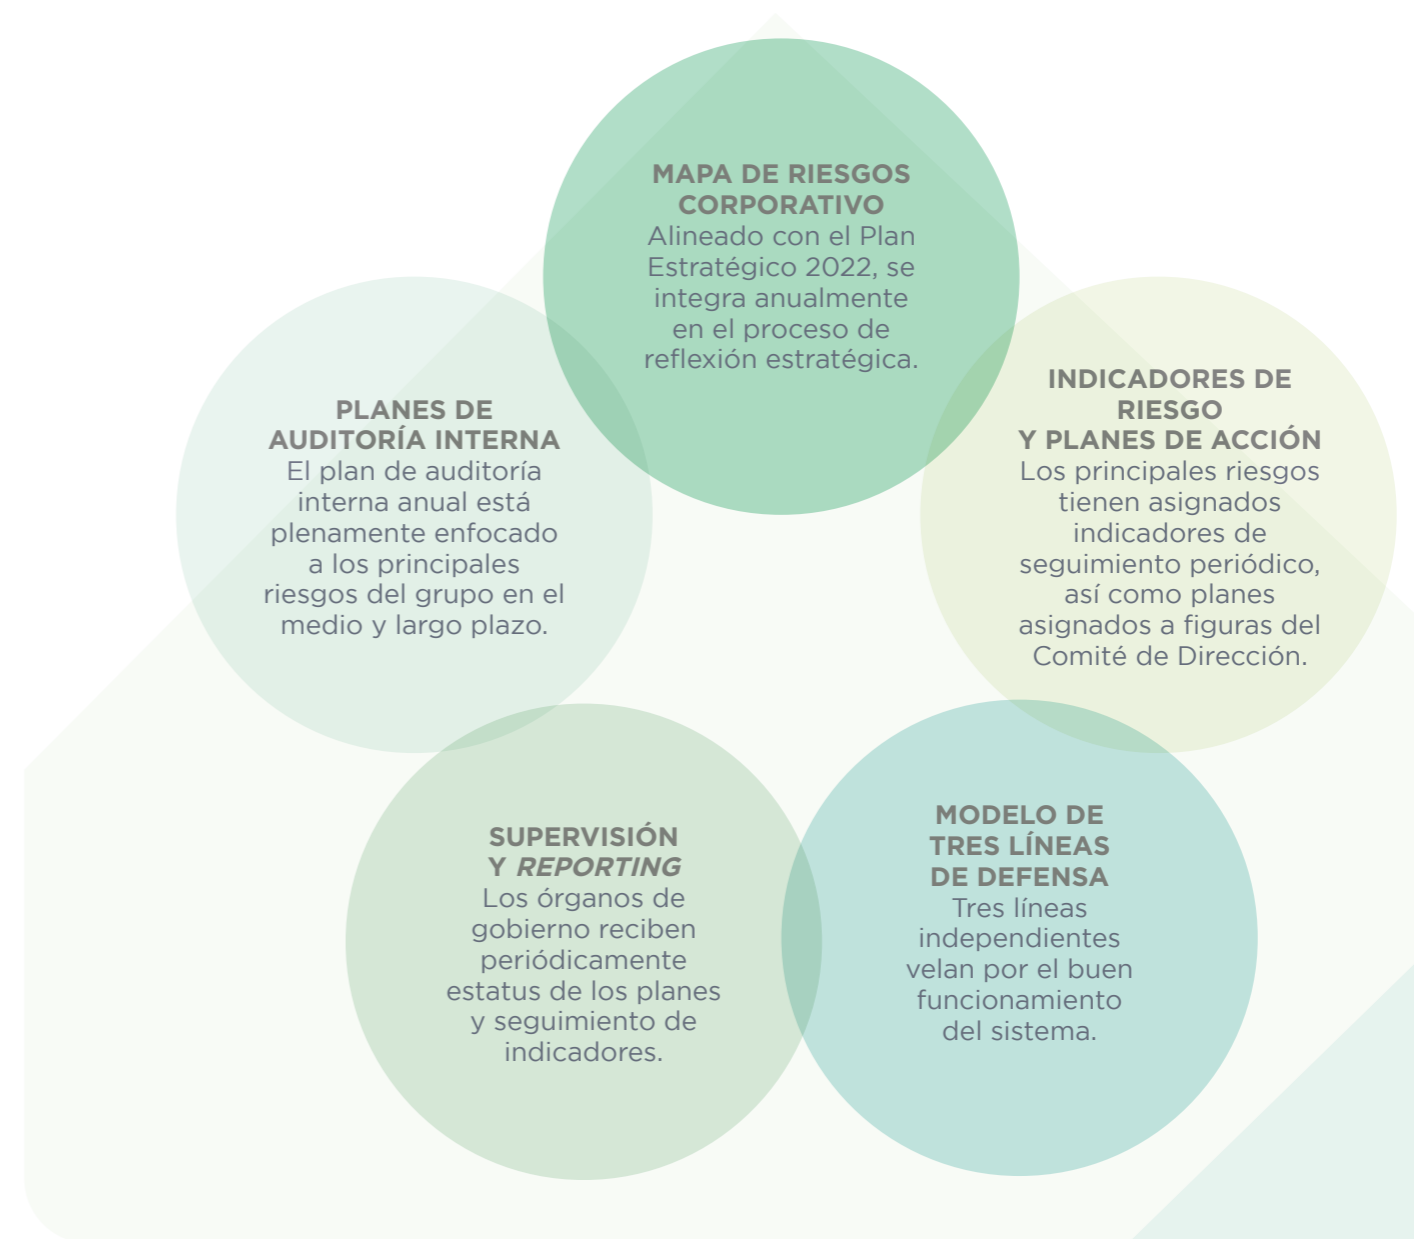 MAPA DE RIESGOS
CORPORATIVO
Alineado con el Plan
Estratégico 2022, se
integra anualmente
en el proceso de
reflexión estratégica.
INDICADORES DE
RIESGO
Y PLANES DE ACCIÓN
Los principales riesgos
tienen asignados
indicadores de
seguimiento periódico,
así como planes
asignados a figuras del
Comité de Dirección.
PLANES DE
AUDITORÍA INTERNA
El plan de auditoría
interna anual está
plenamente enfocado
a los principales
riesgos del grupo en el
medio y largo plazo.
SUPERVISIÓN
Y REPORTING
Los órganos de
gobierno reciben
periódicamente
estatus de los planes
y seguimiento de
indicadores.
MODELO DE
TRES LÍNEAS
DE DEFENSA
Tres líneas
independientes
velan por el buen
funcionamiento
del sistema.